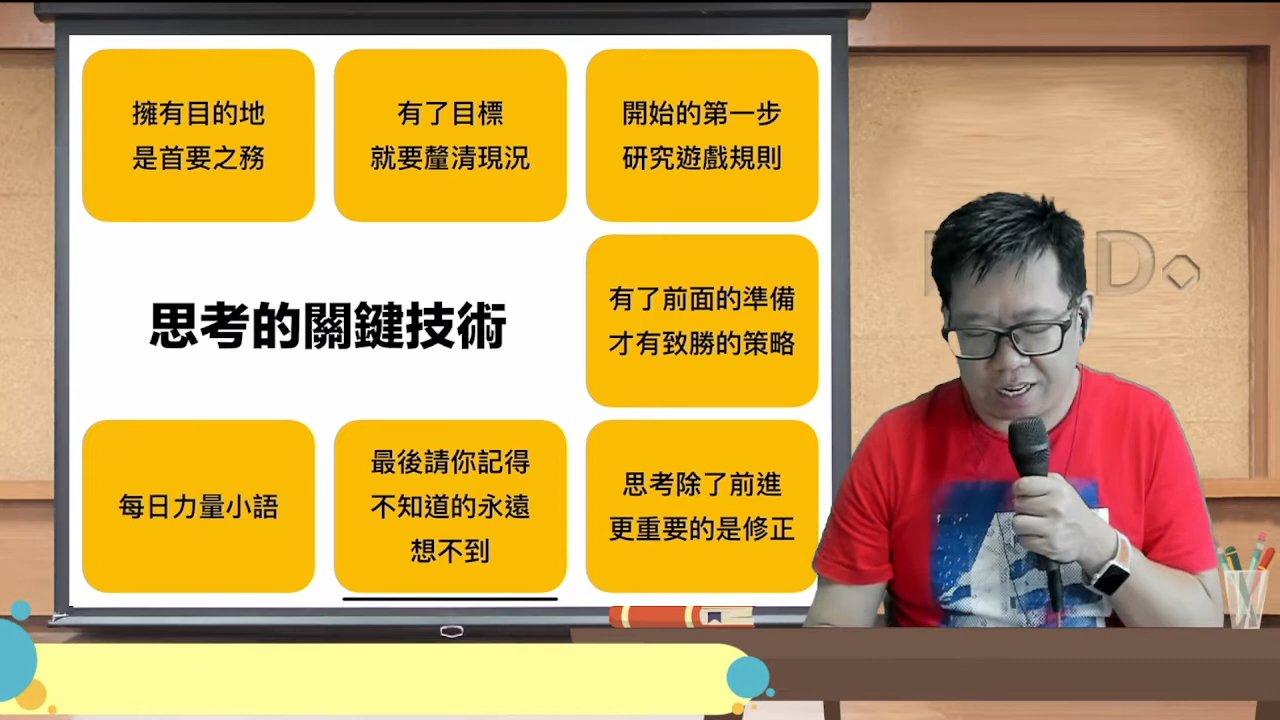 擁有目的地
是首要之務
有了目標
就要釐清現況
開始的第一步
研究遊戲規則
思考的關鍵技術
有了前面的準備
才有致勝的策略
每日力量小語
最後請你記得
不知道的永遠
想不到
思考除了前進
更重要的是修正